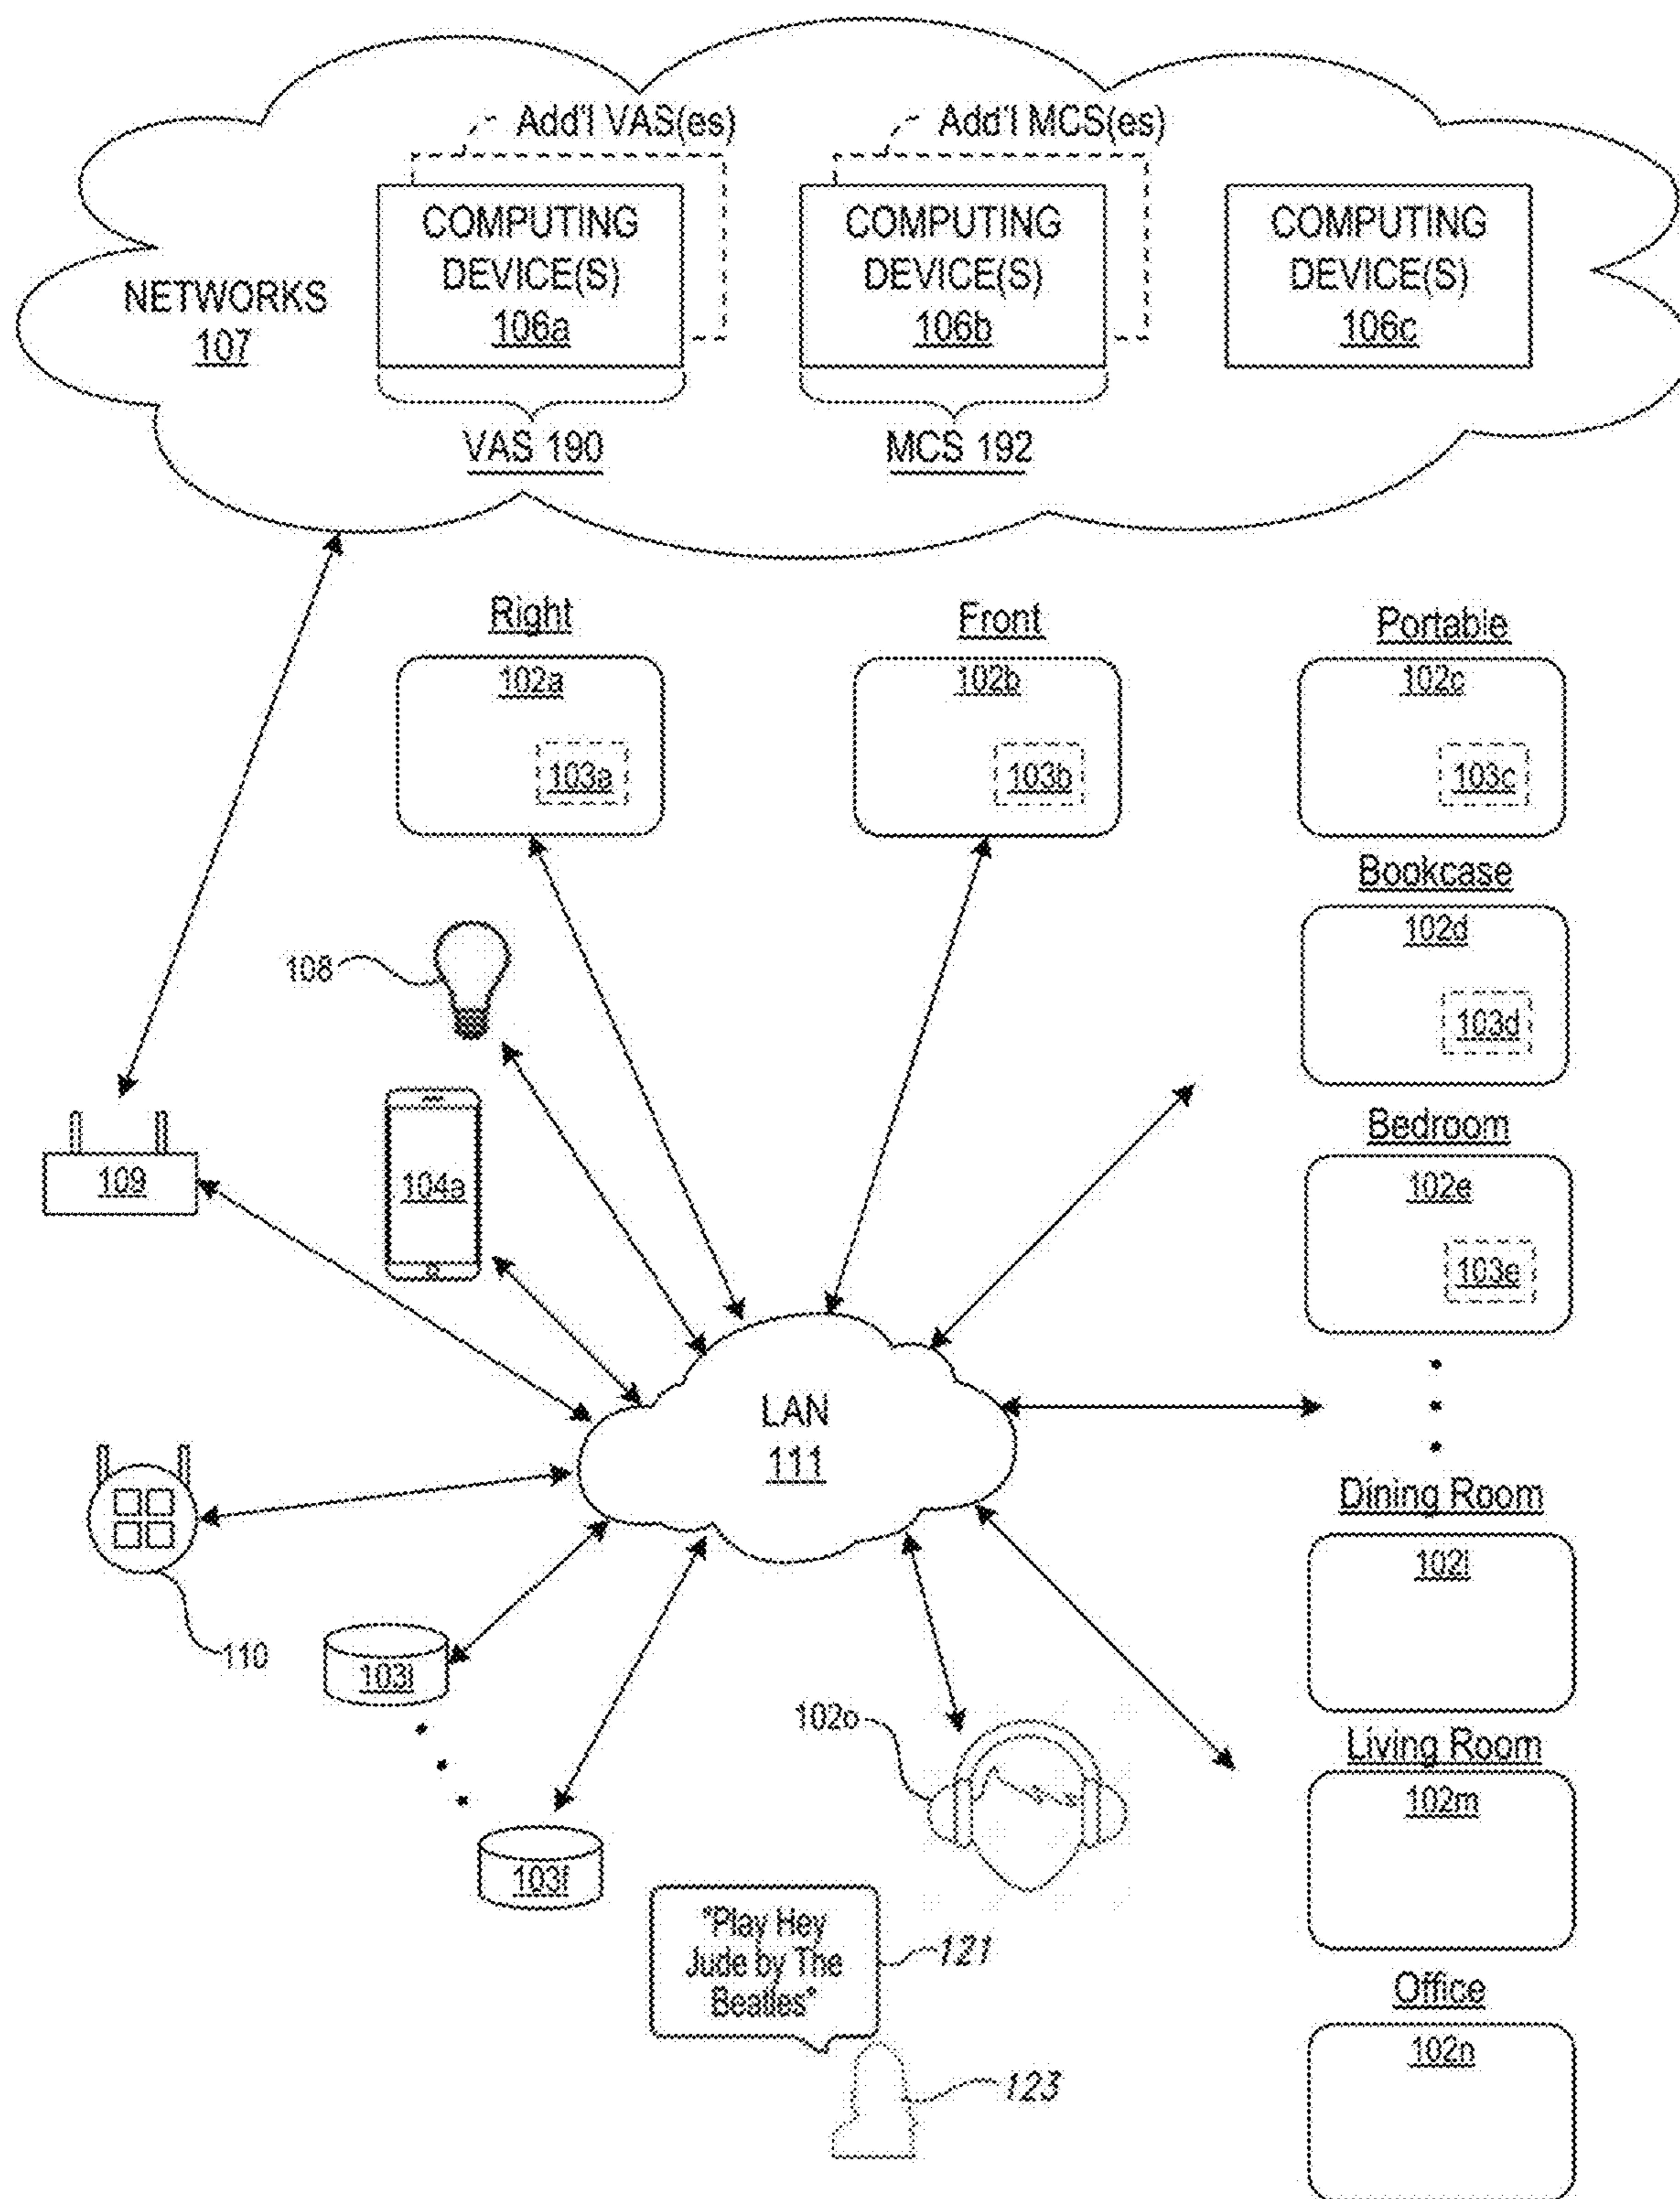 Add'l VAS(es)
Add'l MCS(es)
COMPUTING
DEVICE(S)
106a
COMPUTING
DEVICE(S)
106b
COMPUTING
DEVICE(S)
106c
NETWORKS
107
VAS 190
MCS 192
Right
102a
103a
Front
102b
103b
Portable
102c
103c
Bookcase
102d
103d
108
Bedroom
102e
103e
104a
109
LAN
111
110
Dining Room
102l
103i
102o
Living Room
102m
103f
"Play Hey
Jude by The
Beatles"
121
123
Office
102n